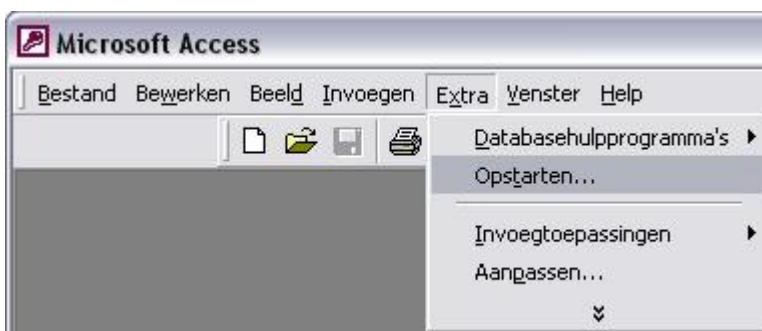 Microsoft Access
Bestand Bewerken Beeld Invoegen Extra Venster Help
Databasehulpprogramma's
Opstarten...
Invoegtoepassingen
Aanpassen...